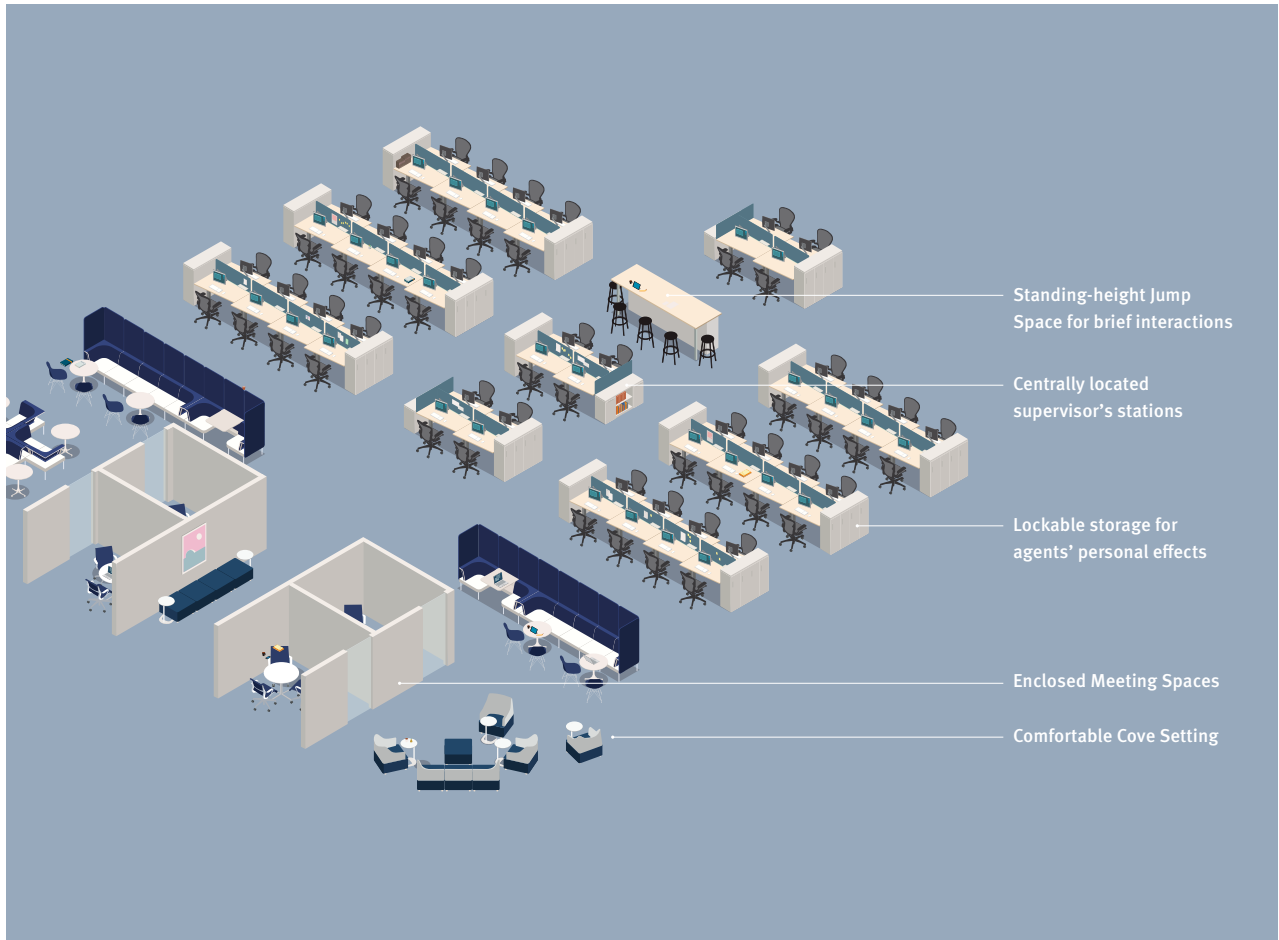 Standing-height Jump
Space for brief interactions
Centrally located
supervisor’s stations
Lockable storage for
agents’ personal effects
Enclosed Meeting Spaces
Comfortable Cove Setting